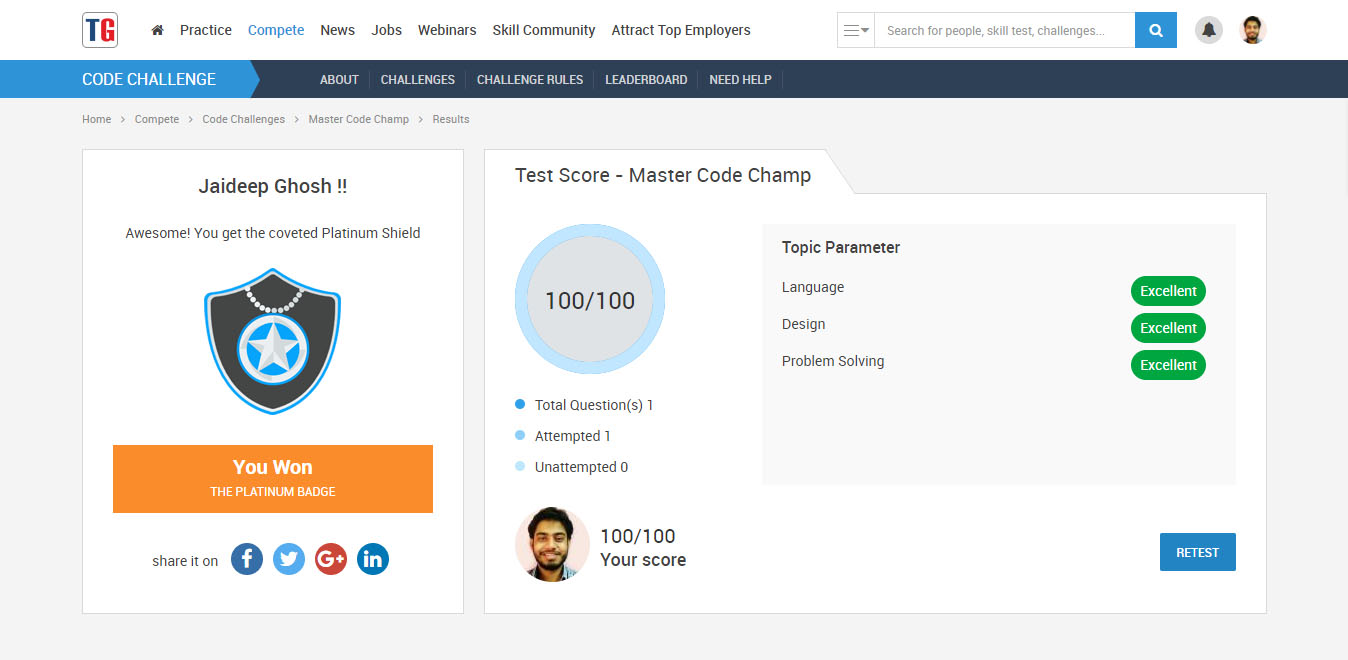 TG
Practice Compete News Jobs Webinars Skill Community Attract Top Employers
Search for people, skill test, challenges...
CODE CHALLENGE
ABOUT CHALLENGES CHALLENGE RULES LEADERBOARD NEED HELP
Home > Compete > Code Challenges > Master Code Champ > Results
Jaideep Ghosh !!
Awesome! You get the coveted Platinum Shield
You Won
THE PLATINUM BADGE
share it on
f
G+
in
Test Score - Master Code Champ
100/100
Total Question(s) 1
Attempted 1
Unattempted 0
Topic Parameter
Language Excellent
Design Excellent
Problem Solving Excellent
100/100
Your score
RETEST